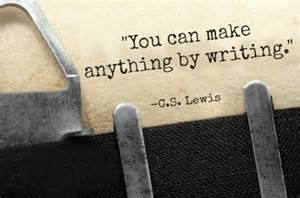 "You can make
anything by writing."
-C.S. Lewis